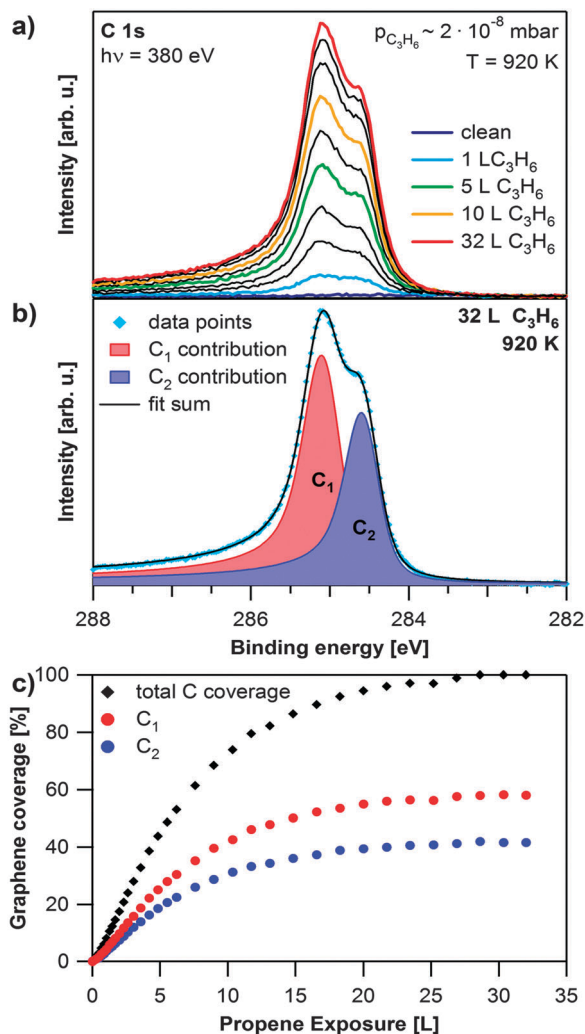 a)
C 1s
hν = 380 eV
p_C₃H₆ ~ 2 · 10⁻⁸ mbar
T = 920 K
clean
1 LC₃H₆
5 L C₃H₆
10 L C₃H₆
32 L C₃H₆
Intensity [arb. u.]
b)
data points
C₁ contribution
C₂ contribution
fit sum
32 L C₃H₆
920 K
C₁
C₂
Intensity [arb. u.]
288
286
284
282
Binding energy [eV]
c)
total C coverage
C₁
C₂
Graphene coverage [%]
100
80
60
40
20
0
0
5
10
15
20
25
30
35
Propene Exposure [L]